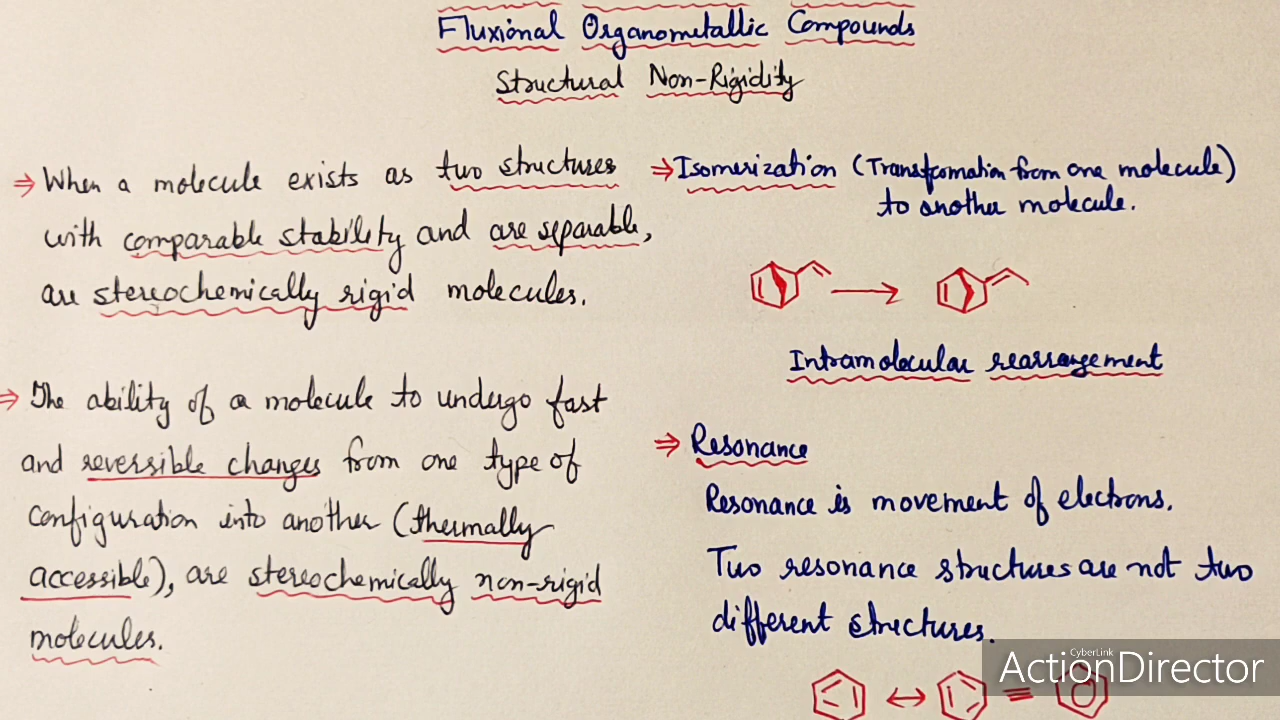 Fluxional Organometallic Compounds
Structural Non-Rigidity
⇒ When a molecule exists as two structures
with comparable stability and are separable,
are stereochemically rigid molecules.
⇒ The ability of a molecule to undergo fast
and reversible changes from one type of
configuration into another (thermally
accessible), are stereochemically non-rigid
molecules.
⇒ Isomerization (Transformation from one molecule)
to another molecule.
Intramolecular rearrangement
⇒ Resonance
Resonance is movement of electrons.
Two resonance structures are not two
different structures.
CyberLink
ActionDirector